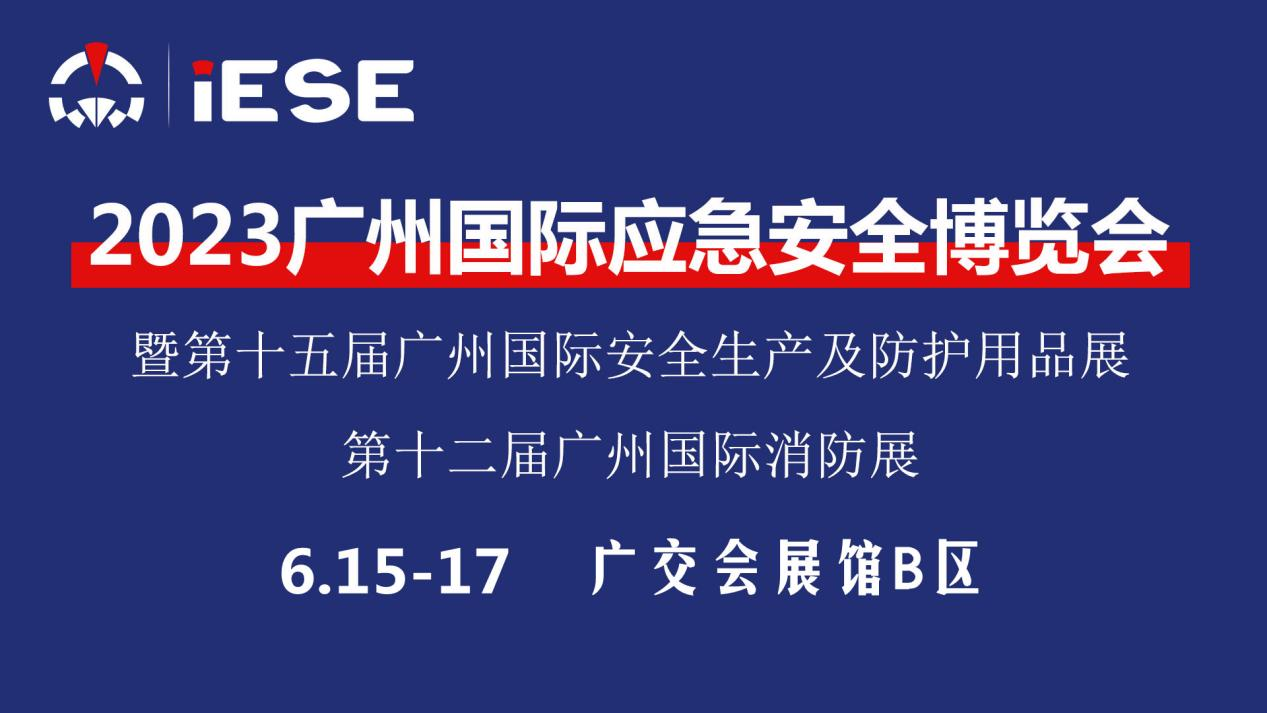 iESE
2023广州国际应急安全博览会
暨第十五届广州国际安全生产及防护用品展
第十二届广州国际消防展
6.15-17 广交会展馆B区